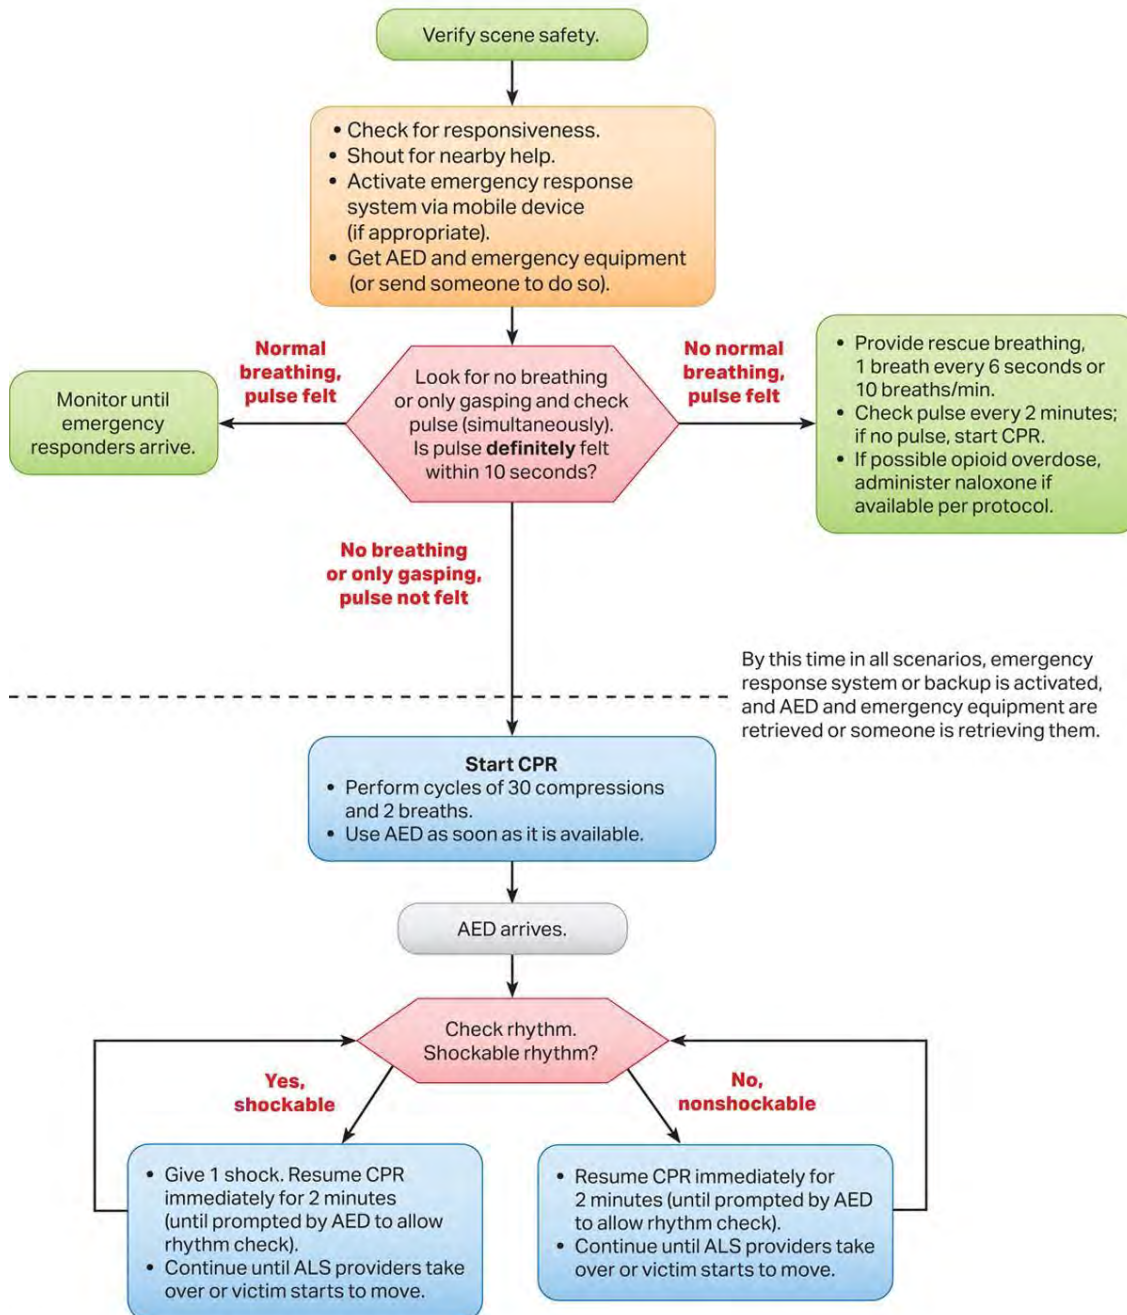 Verify scene safety.
• Check for responsiveness.
• Shout for nearby help.
• Activate emergency response
system via mobile device
(if appropriate).
• Get AED and emergency equipment
(or send someone to do so).
Normal
breathing,
pulse felt
Monitor until
emergency
responders arrive.
Look for no breathing
or only gasping and check
pulse (simultaneously).
Is pulse definitely felt
within 10 seconds?
No normal
breathing,
pulse felt
• Provide rescue breathing,
1 breath every 6 seconds or
10 breaths/min.
• Check pulse every 2 minutes;
if no pulse, start CPR.
• If possible opioid overdose,
administer naloxone if
available per protocol.
No breathing
or only gasping,
pulse not felt
By this time in all scenarios, emergency
response system or backup is activated,
and AED and emergency equipment are
retrieved or someone is retrieving them.
Start CPR
• Perform cycles of 30 compressions
and 2 breaths.
• Use AED as soon as it is available.
AED arrives.
Check rhythm.
Shockable rhythm?
Yes,
shockable
No,
nonshockable
• Give 1 shock. Resume CPR
immediately for 2 minutes
(until prompted by AED to allow
rhythm check).
• Continue until ALS providers take
over or victim starts to move.
• Resume CPR immediately for
2 minutes (until prompted by AED
to allow rhythm check).
• Continue until ALS providers take
over or victim starts to move.